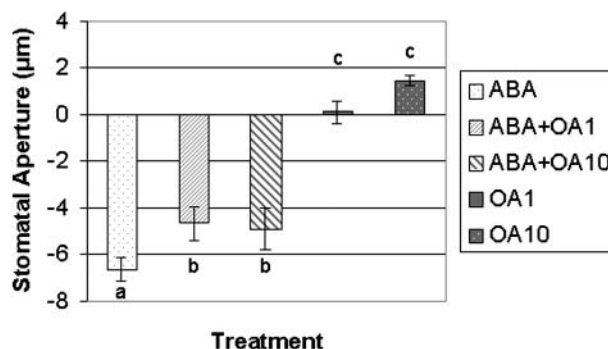 4
2
0
-2
-4
-6
-8
Stomatal Aperture (µm)
a
b
b
c
c
Treatment
ABA
ABA+OA1
ABA+OA10
OA1
OA10